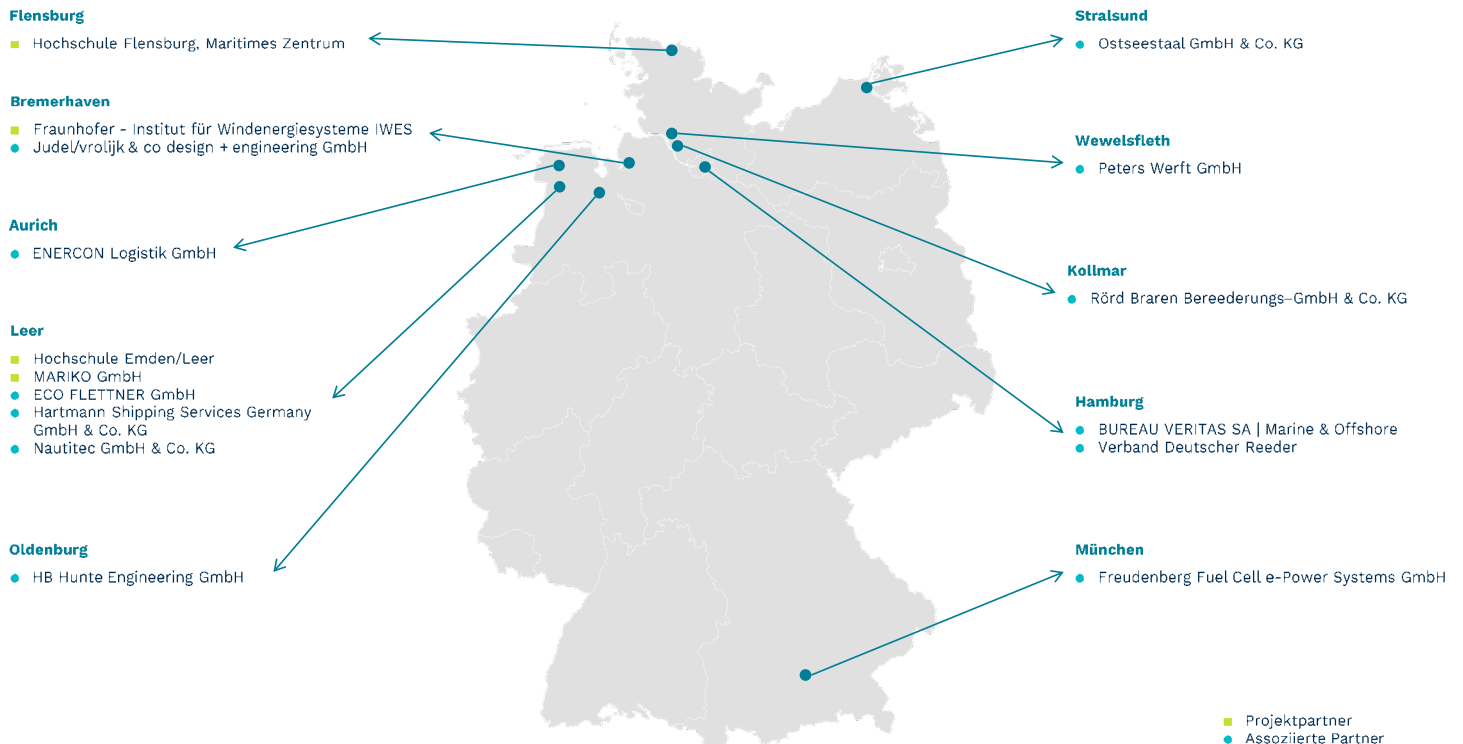 Flensburg
Hochschule Flensburg, Maritimes Zentrum
Bremerhaven
Fraunhofer - Institut für Windenergiesysteme IWES
Judel/vrolijk & co design + engineering GmbH
Aurich
ENERCON Logistik GmbH
Leer
Hochschule Emden/Leer
MARIKO GmbH
ECO FLETTNER GmbH
Hartmann Shipping Services Germany
GmbH & Co. KG
Nautitec GmbH & Co. KG
Oldenburg
HB Hunte Engineering GmbH
Stralsund
Ostseestaal GmbH & Co. KG
Wewelsfleth
Peters Werft GmbH
Kollmar
Rörd Braren Bereederungs–GmbH & Co. KG
Hamburg
BUREAU VERITAS SA | Marine & Offshore
Verband Deutscher Reeder
München
Freudenberg Fuel Cell e-Power Systems GmbH
Projektpartner
Assoziierte Partner